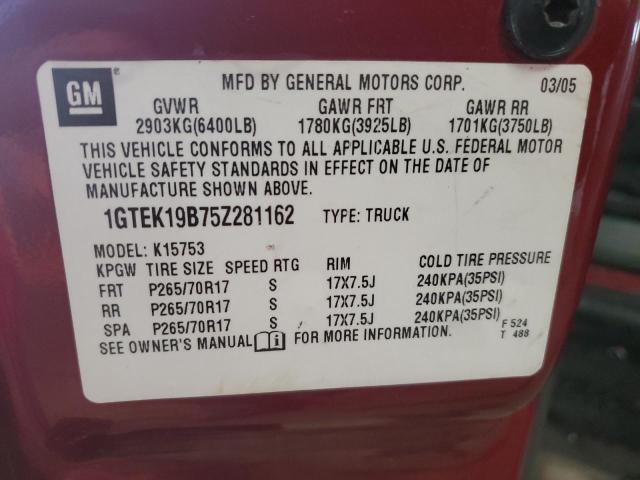 GM
MFD BY GENERAL MOTORS CORP. 03/05
GVWR GAWR FRT GAWR RR
2903KG(6400LB) 1780KG(3925LB) 1701KG(3750LB)
THIS VEHICLE CONFORMS TO ALL APPLICABLE U.S. FEDERAL MOTOR
VEHICLE SAFETY STANDARDS IN EFFECT ON THE DATE OF
MANUFACTURE SHOWN ABOVE.
1GTEK19B75Z281162 TYPE: TRUCK
MODEL: K15753
KPGW TIRE SIZE SPEED RTG RIM COLD TIRE PRESSURE
FRT P265/70R17 S 17X7.5J 240KPA(35PSI)
RR P265/70R17 S 17X7.5J 240KPA(35PSI)
SPA P265/70R17 S 17X7.5J 240KPA(35PSI)
SEE OWNER'S MANUAL i FOR MORE INFORMATION. F 524
T 488